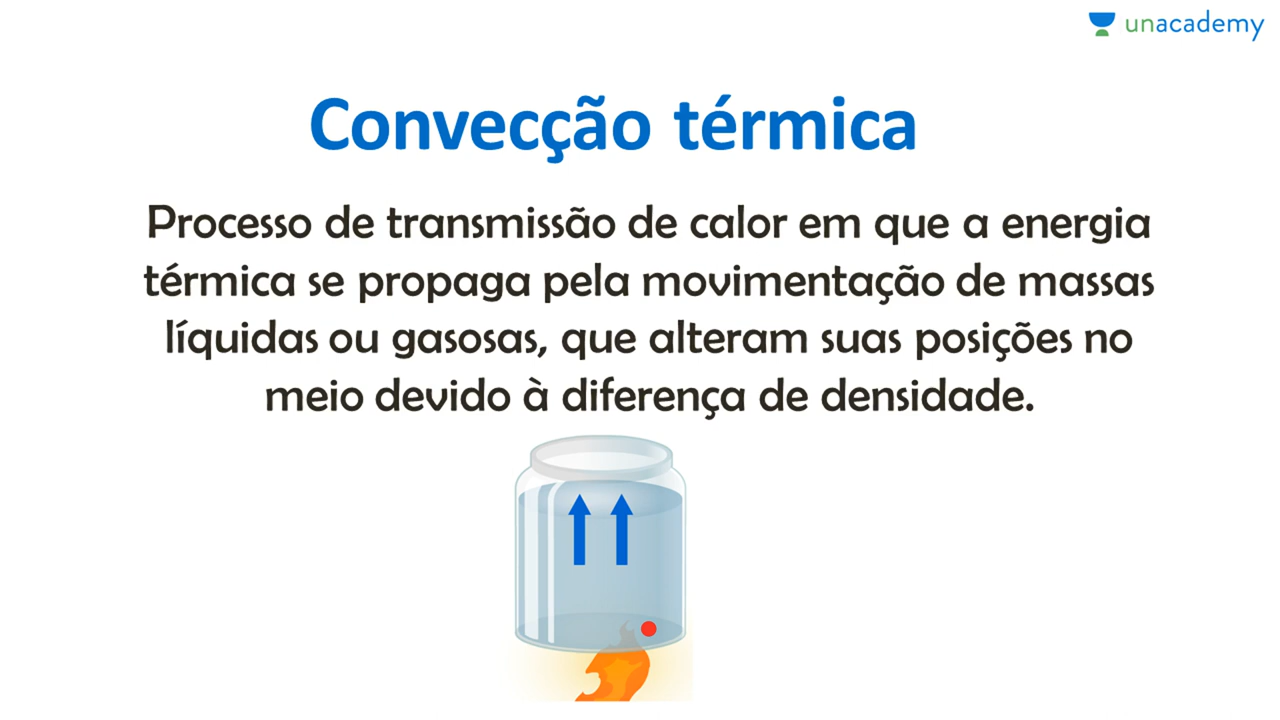 unacademy
Convecção térmica
Processo de transmissão de calor em que a energia
térmica se propaga pela movimentação de massas
líquidas ou gasosas, que alteram suas posições no
meio devido à diferença de densidade.